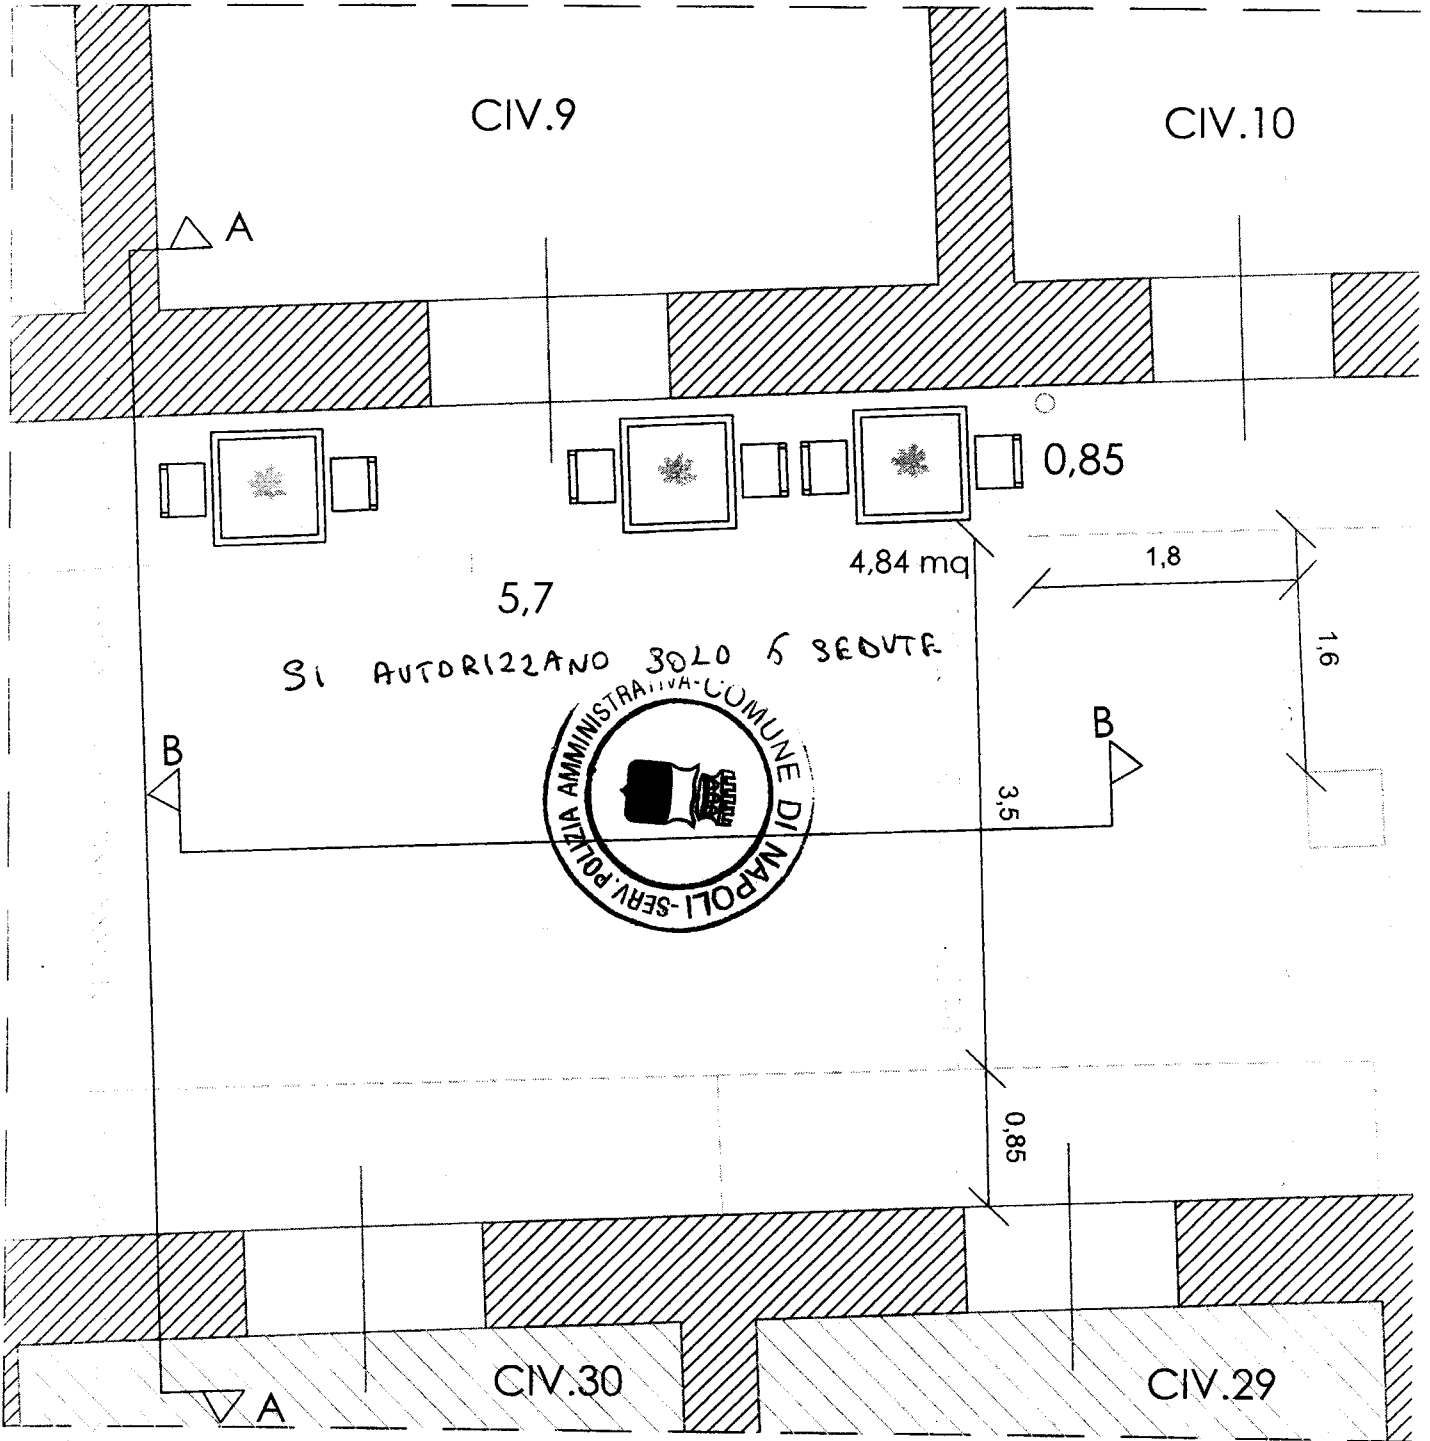 CIV.9
CIV.10
A
0,85
4,84 mq
1,8
5,7
1,6
SI AUTORIZZANO SOLO 6 SEDUTE
B
B
COMUNE DI NAPOLI-SERV. POLIZIA AMMINISTRATIVA-
3,5
0,85
CIV.30
CIV.29
A